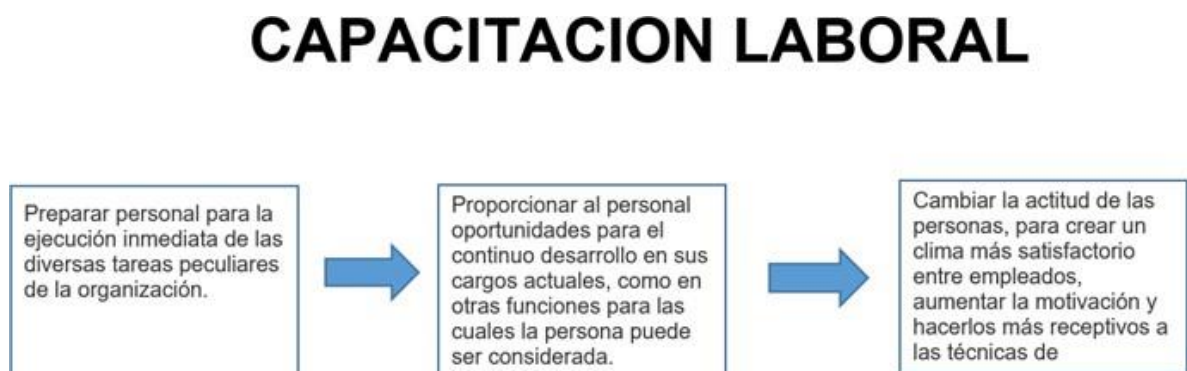 CAPACITACION LABORAL
Preparar personal para la
ejecución inmediata de las
diversas tareas peculiares
de la organización.
Proporcionar al personal
oportunidades para el
continuo desarrollo en sus
cargos actuales, como en
otras funciones para las
cuales la persona puede
ser considerada.
Cambiar la actitud de las
personas, para crear un
clima más satisfactorio
entre empleados,
aumentar la motivación y
hacerlos más receptivos a
las técnicas de